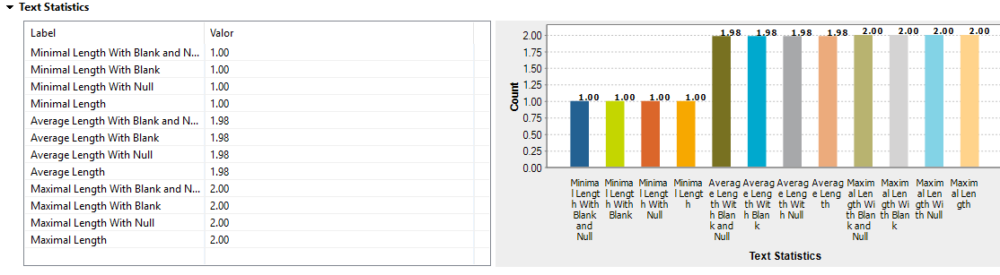 Text Statistics
Label Valor
Minimal Length With Blank and N... 1.00
Minimal Length With Blank 1.00
Minimal Length With Null 1.00
Minimal Length 1.00
Average Length With Blank and N... 1.98
Average Length With Blank 1.98
Average Length With Null 1.98
Average Length 1.98
Maximal Length With Blank and N... 2.00
Maximal Length With Blank 2.00
Maximal Length With Null 2.00
Maximal Length 2.00
Count
2.00
1.75
1.50
1.25
1.00
0.75
0.50
0.25
0.00
1.00 1.00 1.00 1.00 1.98 1.98 1.98 1.98 2.00 2.00 2.00 2.00
Minima
l Lengt
h With
Blank
and
Null
Minima
l Lengt
h With
Blank
Minima
l Lengt
h With
Null
Minima
l Lengt
h
Averag
e Lengt
h Wit
h Blan
k and
Null
Averag
e Leng
th Wit
h Blan
k
Averag
e Leng
th Wit
h Null
Averag
e Leng
th
Maxim
al Len
gth Wi
th Blan
k and
Null
Maxim
al Len
gth Wi
th Blan
k
Maxim
al Len
gth Wi
th Null
Maxim
al Len
gth
Text Statistics